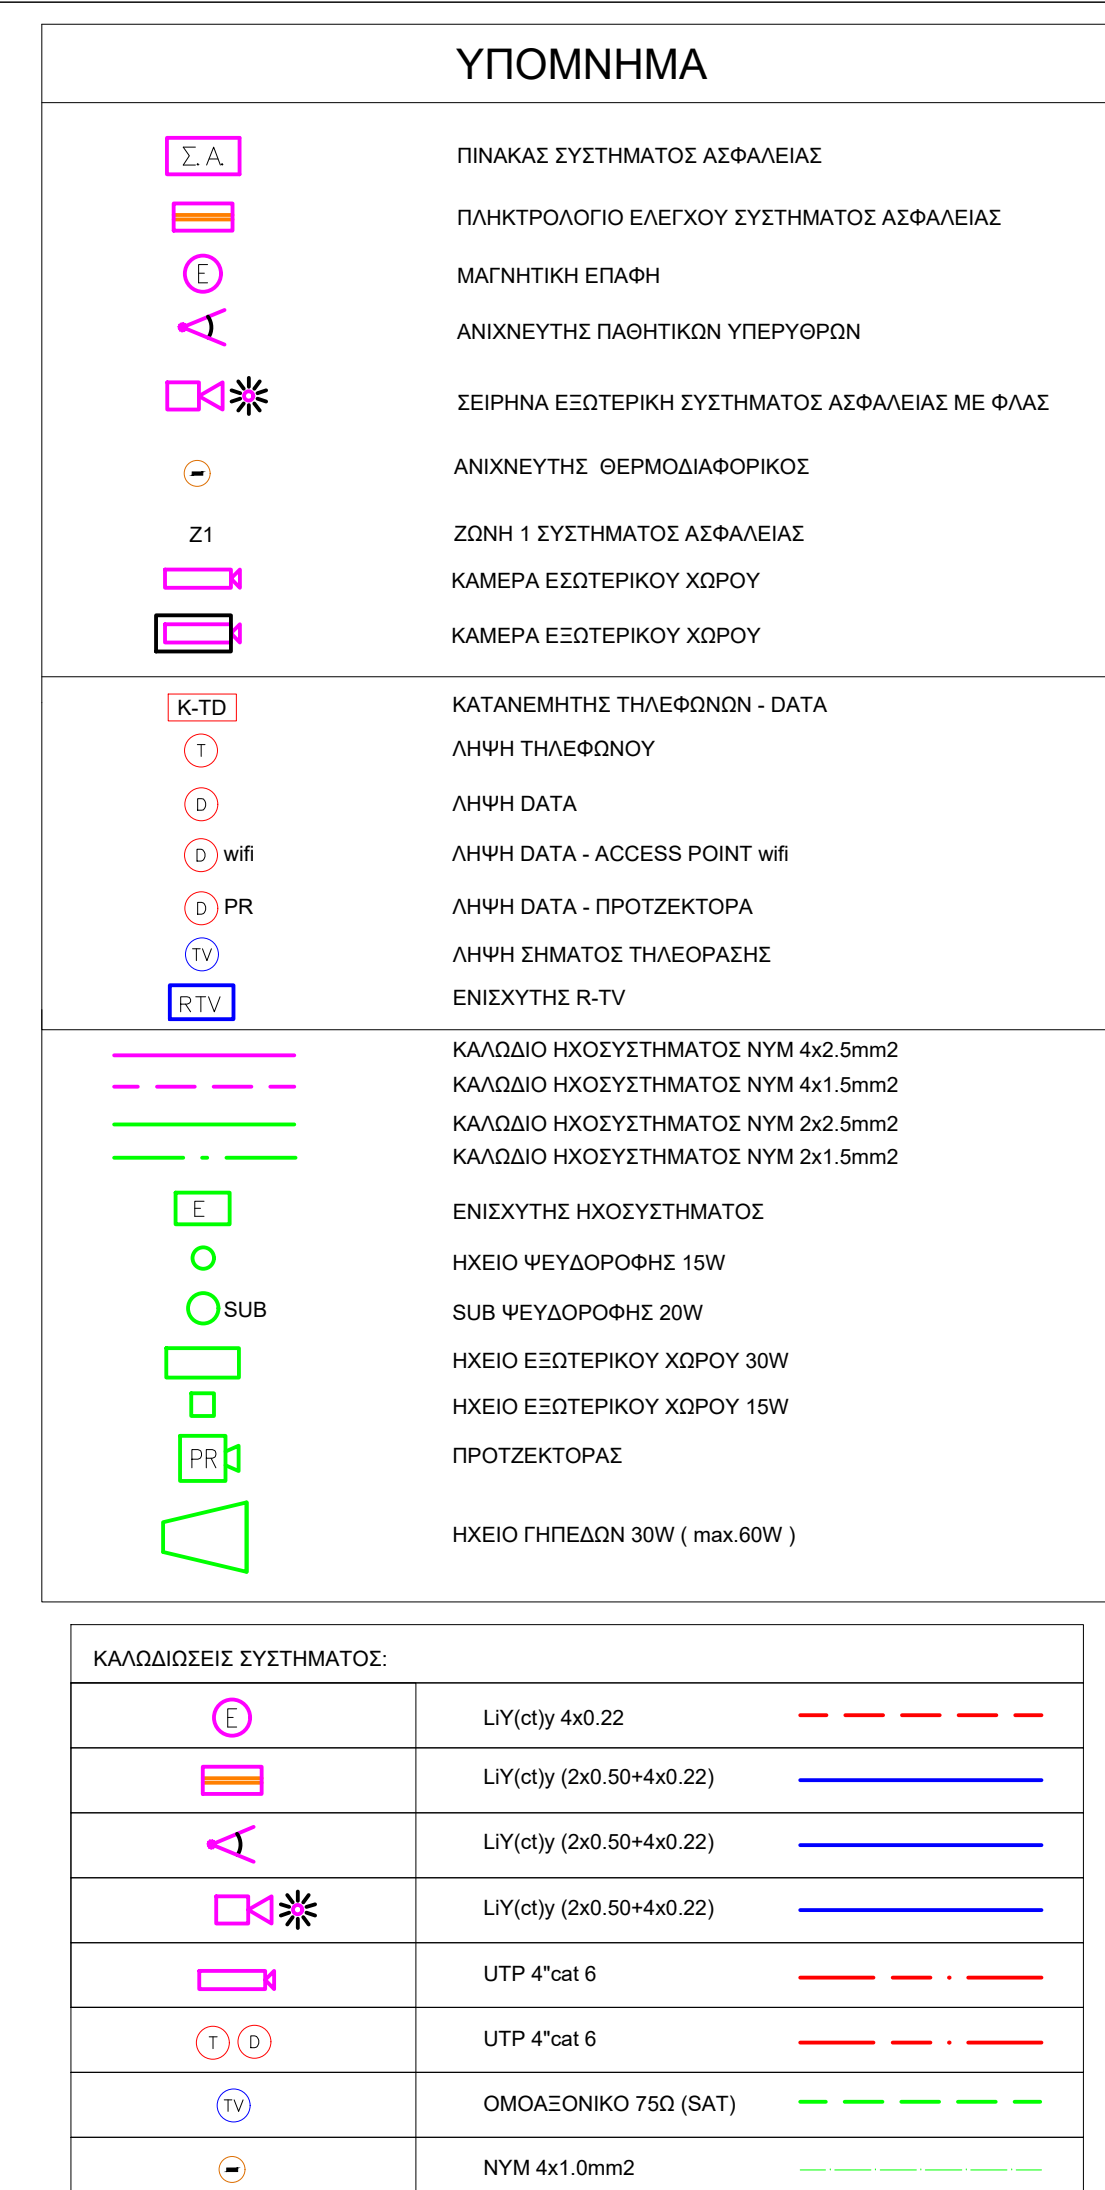 ΥΠΟΜΝΗΜΑ
Σ.Α. ΠΙΝΑΚΑΣ ΣΥΣΤΗΜΑΤΟΣ ΑΣΦΑΛΕΙΑΣ
ΠΛΗΚΤΡΟΛΟΓΙΟ ΕΛΕΓΧΟΥ ΣΥΣΤΗΜΑΤΟΣ ΑΣΦΑΛΕΙΑΣ
Ε ΜΑΓΝΗΤΙΚΗ ΕΠΑΦΗ
ΑΝΙΧΝΕΥΤΗΣ ΠΑΘΗΤΙΚΩΝ ΥΠΕΡΥΘΡΩΝ
ΣΕΙΡΗΝΑ ΕΞΩΤΕΡΙΚΗ ΣΥΣΤΗΜΑΤΟΣ ΑΣΦΑΛΕΙΑΣ ΜΕ ΦΛΑΣ
ΑΝΙΧΝΕΥΤΗΣ ΘΕΡΜΟΔΙΑΦΟΡΙΚΟΣ
Z1 ΖΩΝΗ 1 ΣΥΣΤΗΜΑΤΟΣ ΑΣΦΑΛΕΙΑΣ
ΚΑΜΕΡΑ ΕΣΩΤΕΡΙΚΟΥ ΧΩΡΟΥ
ΚΑΜΕΡΑ ΕΞΩΤΕΡΙΚΟΥ ΧΩΡΟΥ
K-TD ΚΑΤΑΝΕΜΗΤΗΣ ΤΗΛΕΦΩΝΩΝ - DATA
T ΛΗΨΗ ΤΗΛΕΦΩΝΟΥ
D ΛΗΨΗ DATA
D wifi ΛΗΨΗ DATA - ACCESS POINT wifi
D PR ΛΗΨΗ DATA - ΠΡΟΤΖΕΚΤΟΡΑ
TV ΛΗΨΗ ΣΗΜΑΤΟΣ ΤΗΛΕΟΡΑΣΗΣ
RTV ΕΝΙΣΧΥΤΗΣ R-TV
ΚΑΛΩΔΙΟ ΗΧΟΣΥΣΤΗΜΑΤΟΣ NYM 4x2.5mm2
ΚΑΛΩΔΙΟ ΗΧΟΣΥΣΤΗΜΑΤΟΣ NYM 4x1.5mm2
ΚΑΛΩΔΙΟ ΗΧΟΣΥΣΤΗΜΑΤΟΣ NYM 2x2.5mm2
ΚΑΛΩΔΙΟ ΗΧΟΣΥΣΤΗΜΑΤΟΣ NYM 2x1.5mm2
Ε ΕΝΙΣΧΥΤΗΣ ΗΧΟΣΥΣΤΗΜΑΤΟΣ
ΗΧΕΙΟ ΨΕΥΔΟΡΟΦΗΣ 15W
SUB SUB ΨΕΥΔΟΡΟΦΗΣ 20W
ΗΧΕΙΟ ΕΞΩΤΕΡΙΚΟΥ ΧΩΡΟΥ 30W
ΗΧΕΙΟ ΕΞΩΤΕΡΙΚΟΥ ΧΩΡΟΥ 15W
PR ΠΡΟΤΖΕΚΤΟΡΑΣ
ΗΧΕΙΟ ΓΗΠΕΔΩΝ 30W ( max.60W )
ΚΑΛΩΔΙΩΣΕΙΣ ΣΥΣΤΗΜΑΤΟΣ:
Ε LiY(ct)y 4x0.22
LiY(ct)y (2x0.50+4x0.22)
LiY(ct)y (2x0.50+4x0.22)
LiY(ct)y (2x0.50+4x0.22)
UTP 4"cat 6
T D UTP 4"cat 6
TV ΟΜΟΑΞΟΝΙΚΟ 75Ω (SAT)
NYM 4x1.0mm2